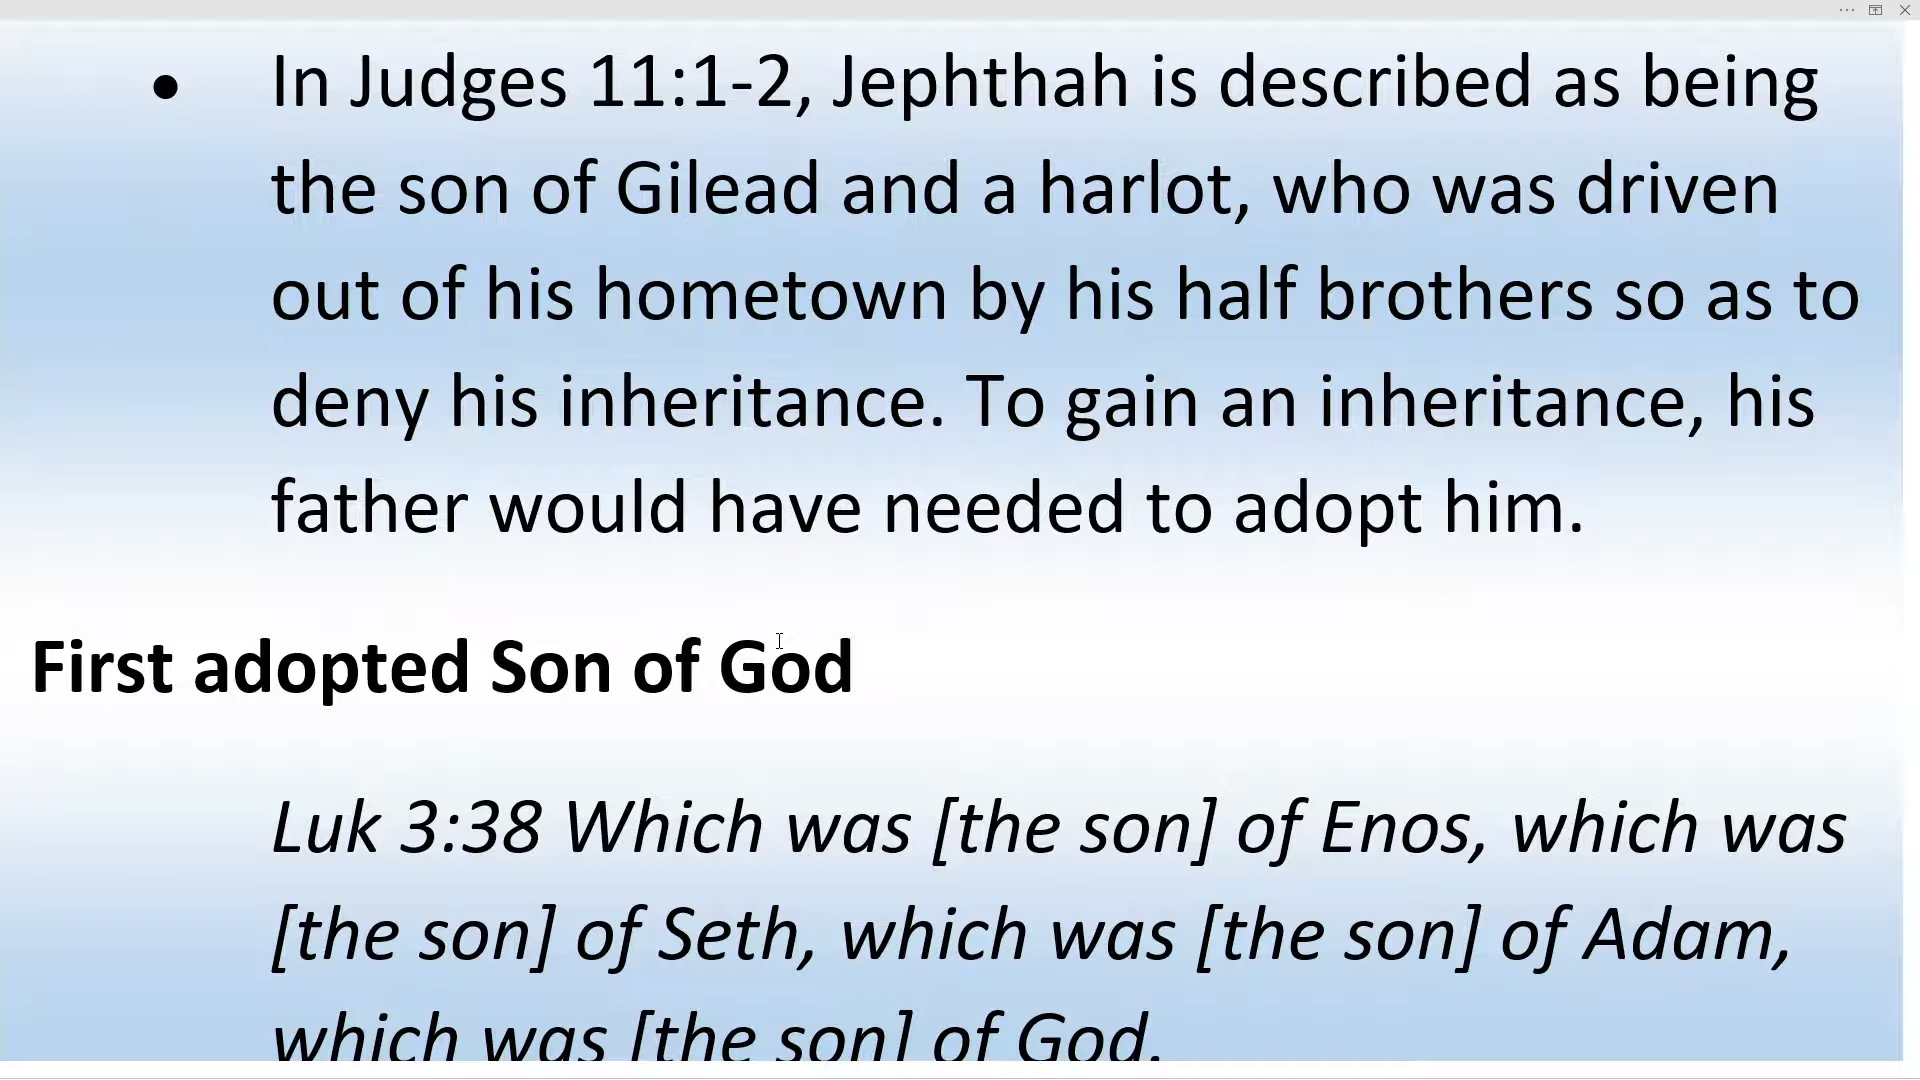 • In Judges 11:1-2, Jephthah is described as being
the son of Gilead and a harlot, who was driven
out of his hometown by his half brothers so as to
deny his inheritance. To gain an inheritance, his
father would have needed to adopt him.
First adopted Son of God
Luk 3:38 Which was [the son] of Enos, which was
[the son] of Seth, which was [the son] of Adam,
which was [the son] of God.